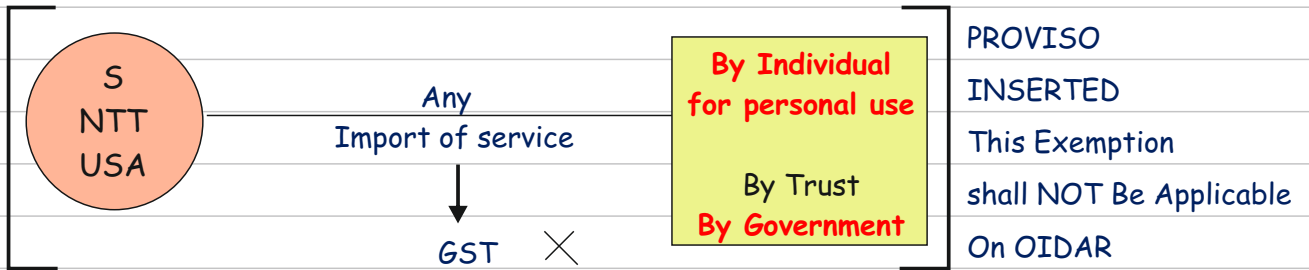 S
NTT
USA
Any
Import of service
GST
By Individual
for personal use
By Trust
By Government
PROVISO
INSERTED
This Exemption
shall NOT Be Applicable
On OIDAR